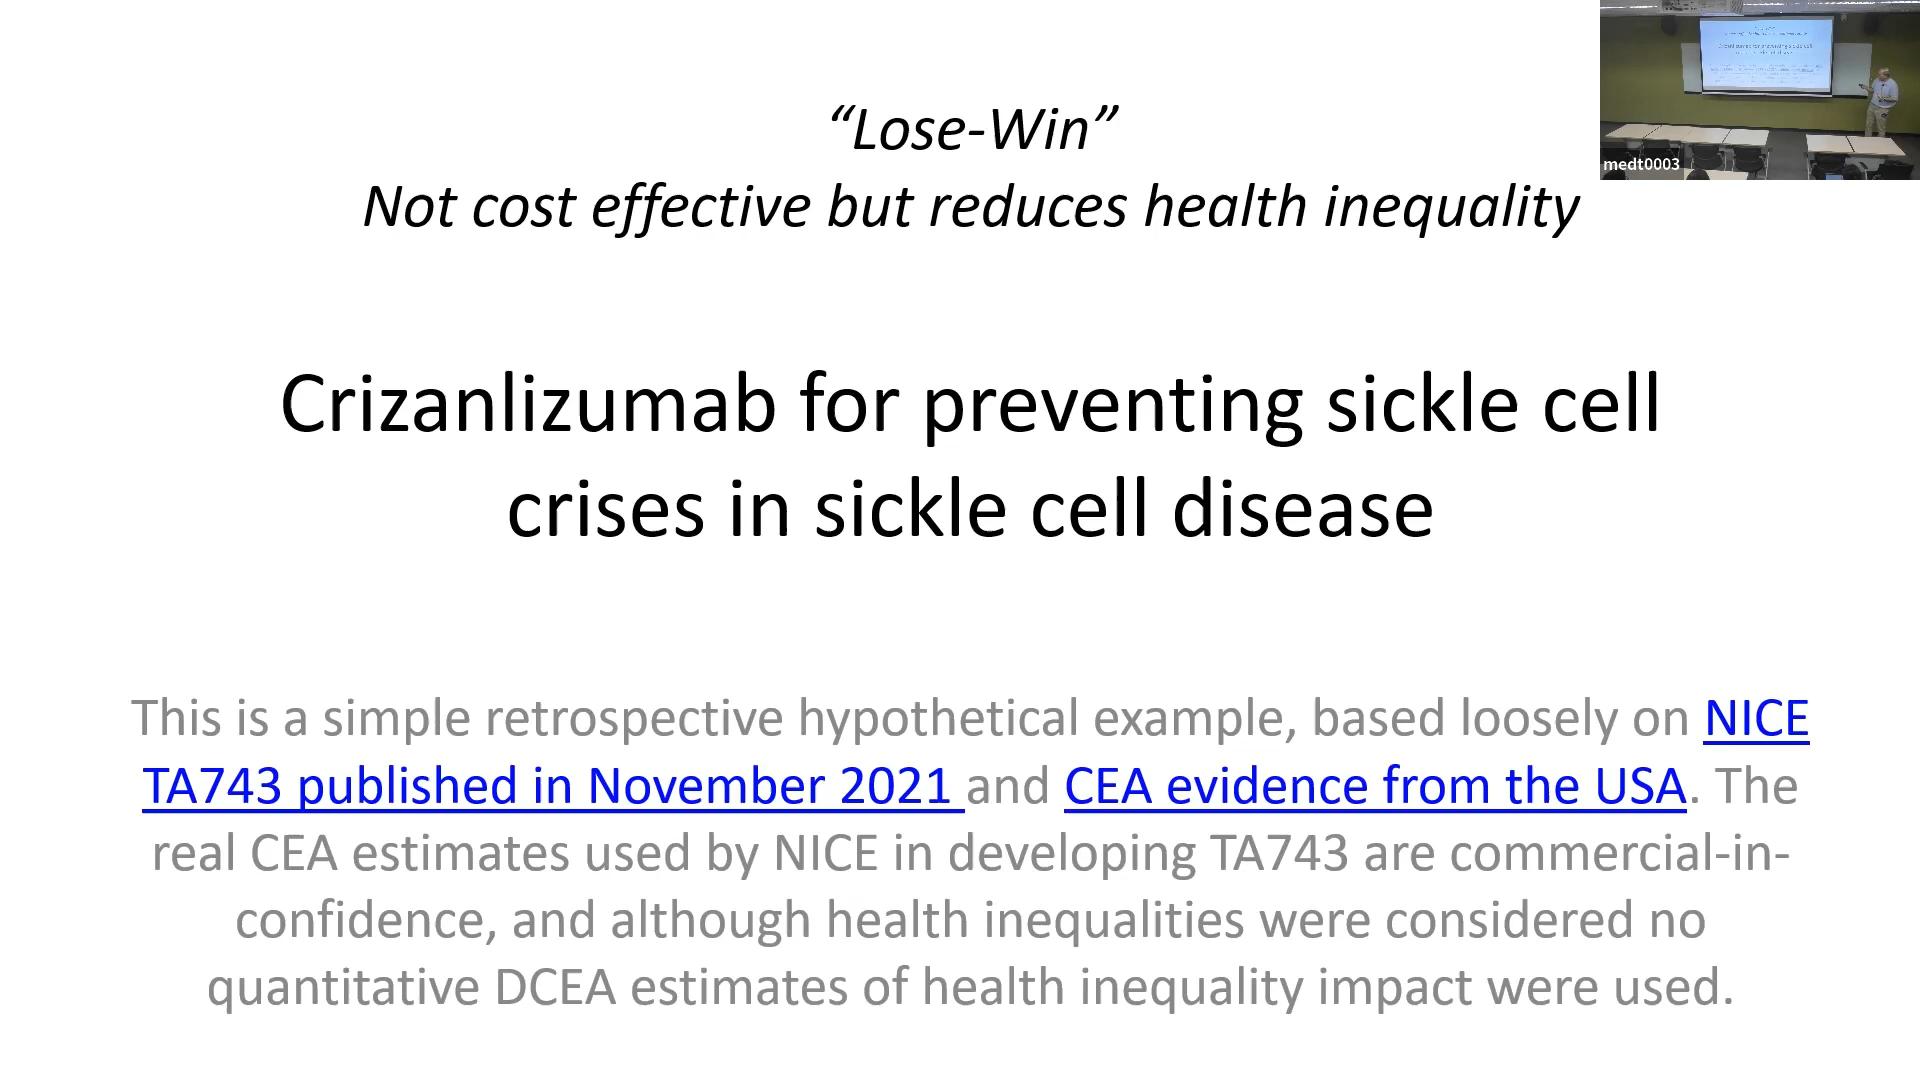 “Lose-Win”
Not cost effective but reduces health inequality
Crizanlizumab for preventing sickle cell
crises in sickle cell disease
This is a simple retrospective hypothetical example, based loosely on NICE
TA743 published in November 2021 and CEA evidence from the USA. The
real CEA estimates used by NICE in developing TA743 are commercial-in-
confidence, and although health inequalities were considered no
quantitative DCEA estimates of health inequality impact were used.
medt0003